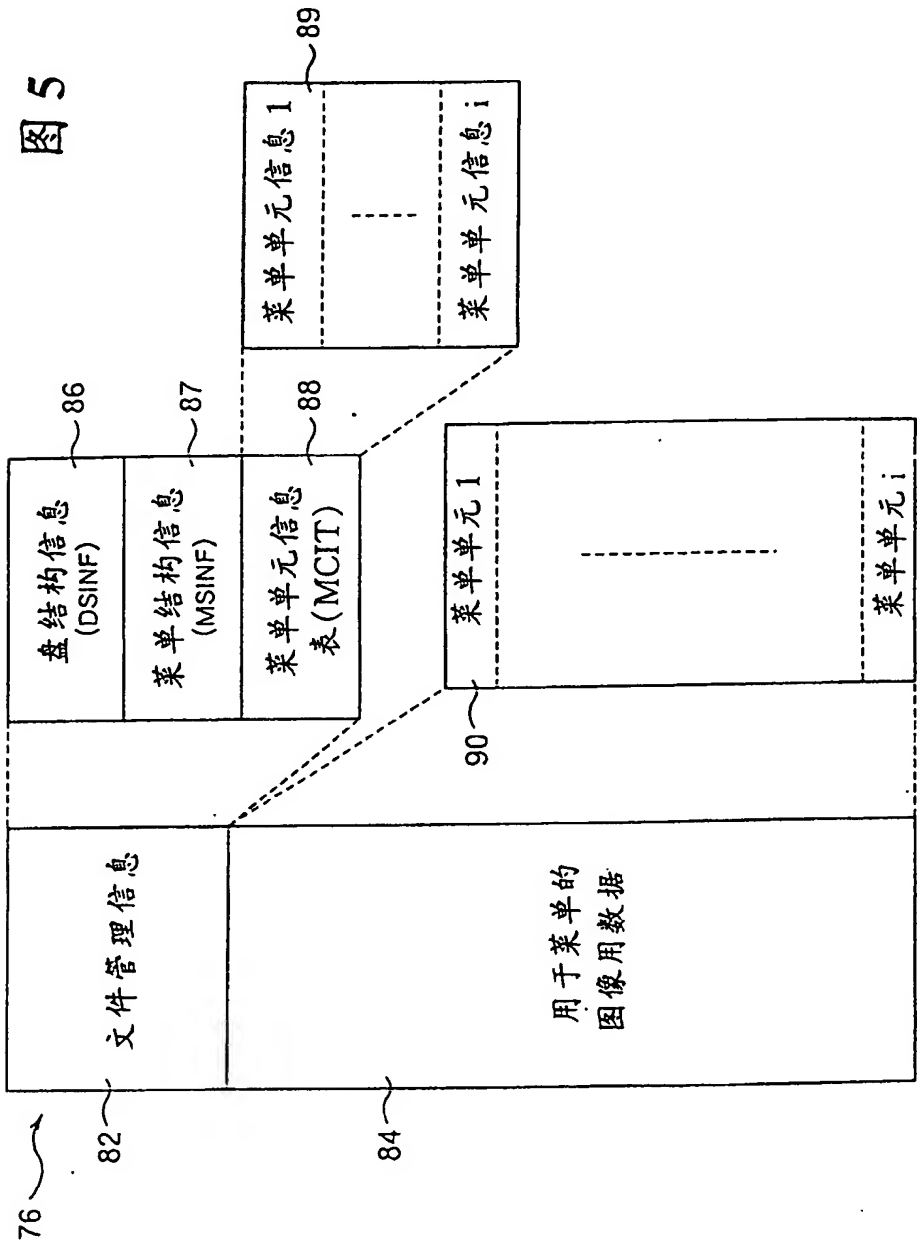 图 5
76
82
文件管理信息
84
用于菜单的
图像用数据
盘结构信息
(DSINF)
86
菜单结构信息
(MSINF)
87
菜单单元信息
表(MCIT)
88
菜单单元信息 1
89
菜单单元信息 i
90
菜单单元 1
菜单单元 i